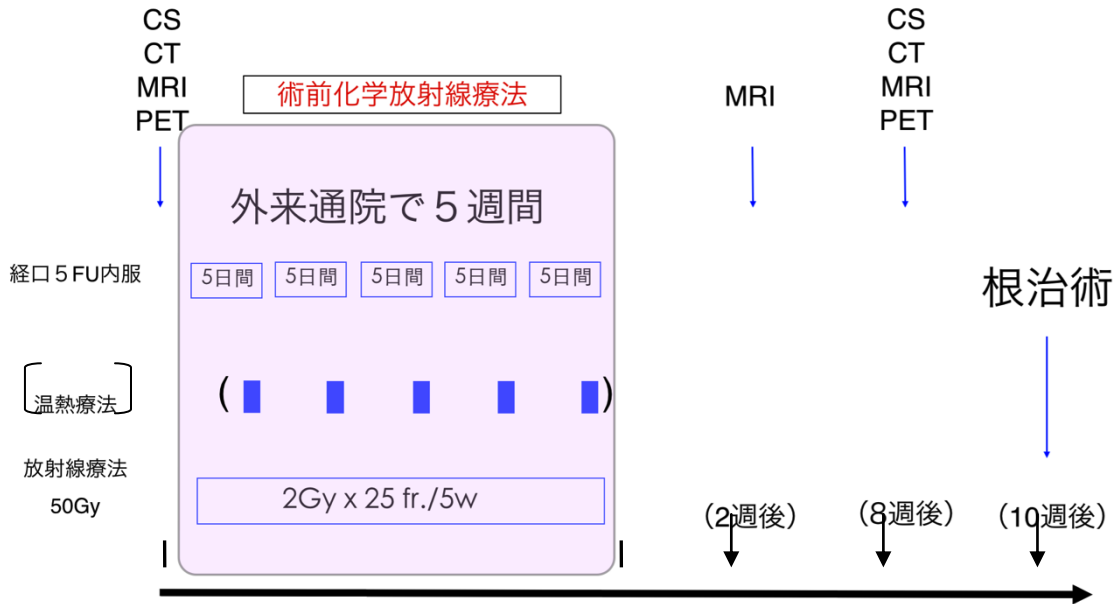 CS
CT
MRI
PET
術前化学放射線療法
MRI
CS
CT
MRI
PET
外来通院で５週間
経口５FU内服
5日間 5日間 5日間 5日間 5日間
根治術
温熱療法
( )
放射線療法
50Gy
2Gy x 25 fr./5w
（2週後）
（8週後）
（10週後）